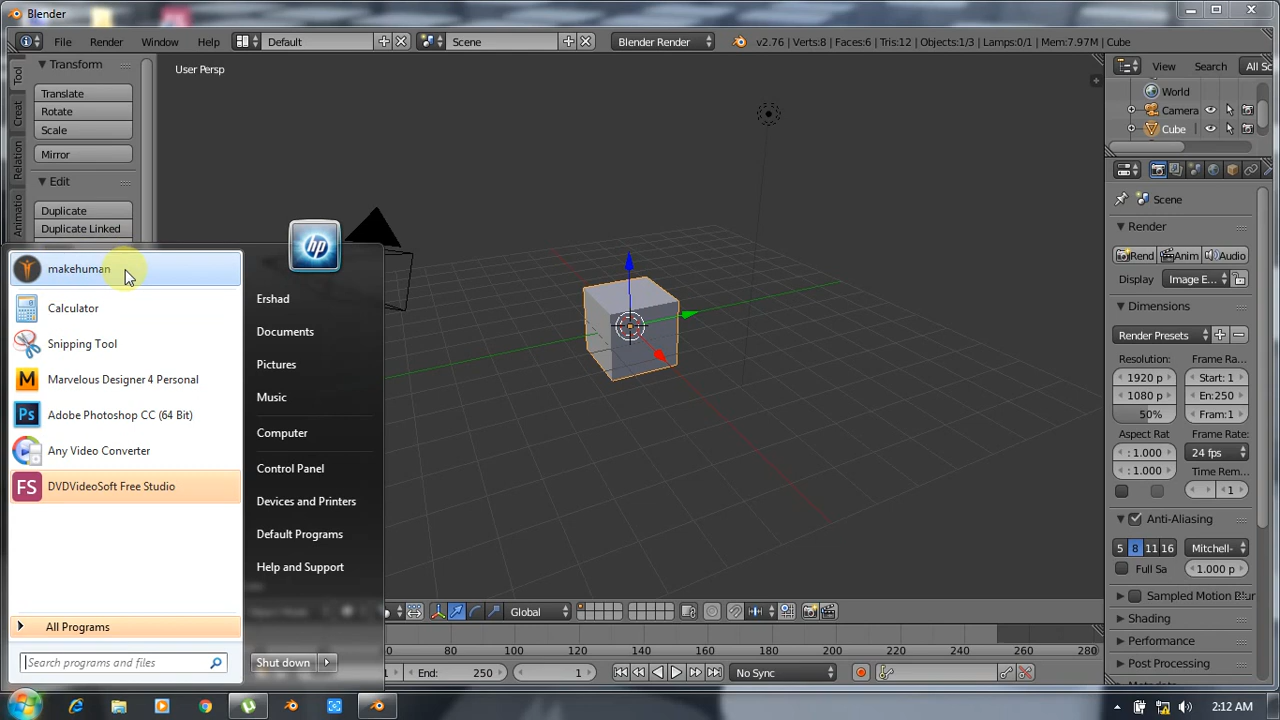 Blender
File Render Window Help Default Scene Blender Render v2.76 | Verts:8 | Faces:6 | Tris:12 | Objects:1/3 | Lamps:0/1 | Mem:7.97M | Cube
Tool
Creat
Relation
Animatio
Transform
Translate
Rotate
Scale
Mirror
Edit
Duplicate
Duplicate Linked
User Persp
View Search All Sc
World
Camera
Cube
Scene
Render
Rend Anim Audio
Display Image E...
Dimensions
Render Presets
Resolution: Frame Ra...
1920 p Start: 1
1080 p En:250
50% Fram:1
Aspect Rat Frame Rate:
: 1.000 24 fps
: 1.000 Time Rem...
1
Anti-Aliasing
5 8 11 16 Mitchell-
Full Sa 1.000 p
Sampled Motion Blur
Shading
Performance
Post Processing
makehuman
Calculator
Snipping Tool
Marvelous Designer 4 Personal
Ps Adobe Photoshop CC (64 Bit)
Any Video Converter
FS DVDVideoSoft Free Studio
All Programs
Search programs and files
hp
Ershad
Documents
Pictures
Music
Computer
Control Panel
Devices and Printers
Default Programs
Help and Support
Shut down
Global
60 80 100 120 140 160 180 200 220 240 260 280
End: 250 1 No Sync
2:12 AM